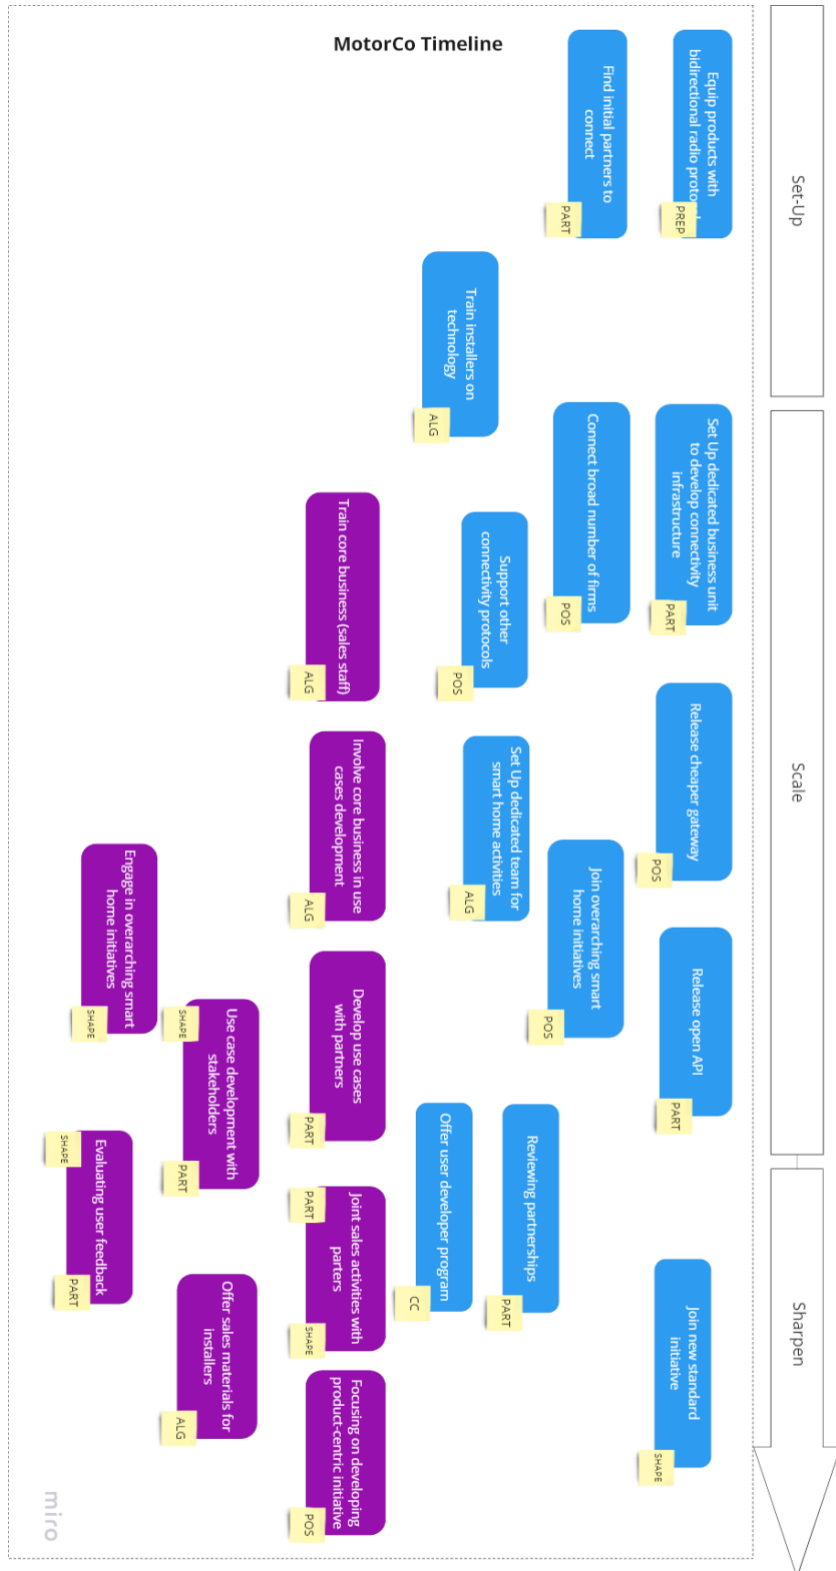 MotorCo Timeline
Set-Up
Scale
Sharpen
Equip products with
bidirectional radio protocol
PREP
Find initial partners to
connect
PART
Train installers on
technology
ALG
Set Up dedicated business unit
to develop connectivity
infrastructure
PART
Connect broad number of firms
POS
Support other
connectivity protocols
POS
Train core business (sales staff)
ALG
Release cheaper gateway
POS
Set Up dedicated team for
smart home activities
ALG
Involve core business in use
cases development
ALG
Join overarching smart
home initiatives
POS
Engage in overarching smart
home initiatives
SHAPE
Release open API
PART
Develop use cases
with partners
PART
Use case development with
stakeholders
SHAPE
PART
Reviewing partnerships
PART
Offer user developer program
CC
Evaluating user feedback
SHAPE
PART
Joint sales activities with
parters
PART
SHAPE
Join new standard
initiative
SHAPE
Offer sales materials for
installers
ALG
Focusing on developing
product-centric initiative
POS
miro